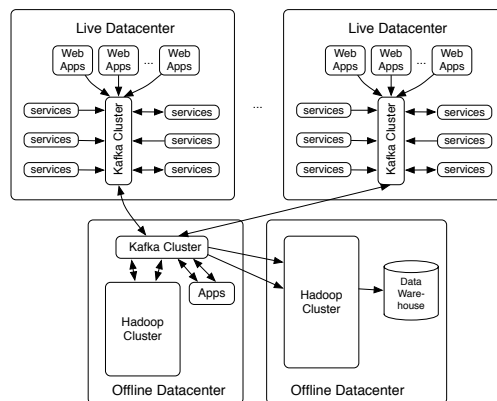 Live Datacenter
Web
Apps
Web
Apps
...
Web
Apps
services
services
services
Kafka Cluster
services
services
services
...
Live Datacenter
Web
Apps
Web
Apps
...
Web
Apps
services
services
services
Kafka Cluster
services
services
services
Kafka Cluster
Hadoop
Cluster
Apps
Offline Datacenter
Hadoop
Cluster
Data
Ware-
house
Offline Datacenter